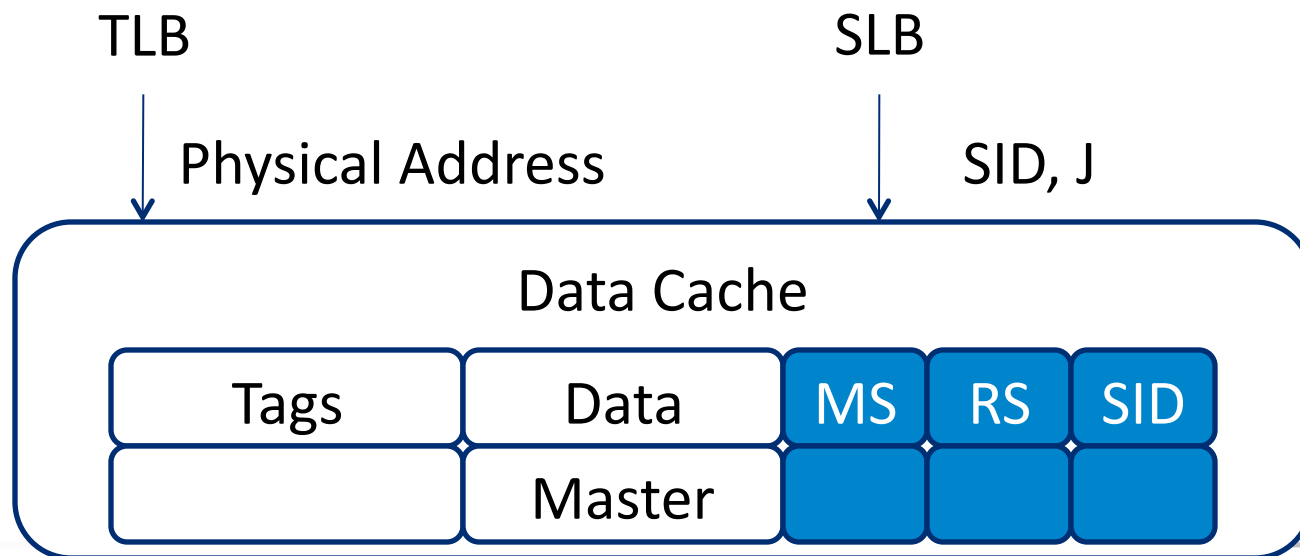 TLB SLB
Physical Address SID, J
Data Cache
Tags Data MS RS SID
Master